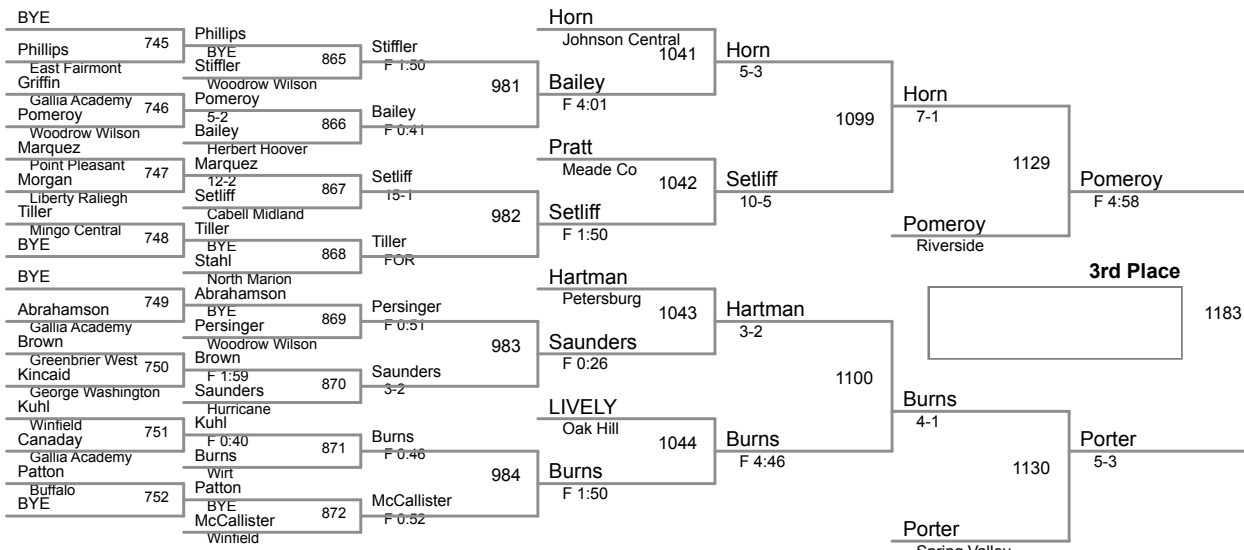 BYE
745
Phillips
East Fairmont
Griffin
Gallia Academy
746
Pomeroy
Woodrow Wilson
Marquez
Point Pleasant
747
Morgan
Liberty Raliegh
Tiller
Mingo Central
748
BYE
BYE
749
Abrahamson
Gallia Academy
Brown
Greenbrier West
750
Kincaid
George Washington
Kuhl
Winfield
751
Canaday
Gallia Academy
Patton
Buffalo
752
BYE
Phillips
BYE
865
Stiffler
Woodrow Wilson
Pomeroy
5-2
866
Bailey
Herbert Hoover
Marquez
12-2
867
Setliff
Cabell Midland
Tiller
BYE
868
Stahl
North Marion
Abrahamson
BYE
869
Persinger
Woodrow Wilson
Brown
F 1:59
870
Saunders
Hurricane
Kuhl
F 0:40
871
Burns
Wirt
Patton
BYE
872
McCallister
Winfield
Stiffler
F 1:50
981
Bailey
F 0:41
Setliff
15-1
982
Tiller
FOR
Persinger
F 0:51
983
Saunders
3-2
Burns
F 0:46
984
McCallister
F 0:52
Horn
Johnson Central
1041
Bailey
F 4:01
Pratt
Meade Co
1042
Setliff
F 1:50
Hartman
Petersburg
1043
Saunders
F 0:26
LIVELY
Oak Hill
1044
Burns
F 1:50
Horn
5-3
1099
Setliff
10-5
Hartman
3-2
1100
Burns
F 4:46
Horn
7-1
1129
Pomeroy
Riverside
Burns
4-1
1130
Porter
Spring Valley
Pomeroy
F 4:58
3rd Place
1183
Porter
5-3